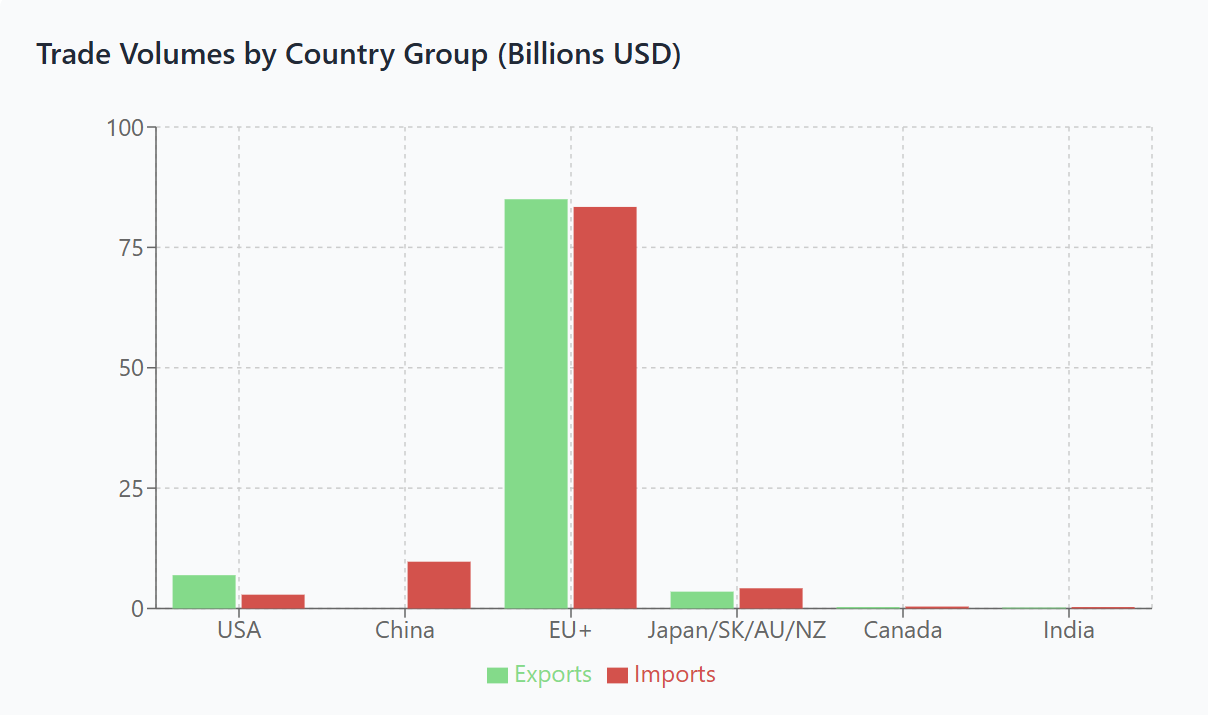 Trade Volumes by Country Group (Billions USD)
100
75
50
25
0
USA China EU+ Japan/SK/AU/NZ Canada India
Exports Imports